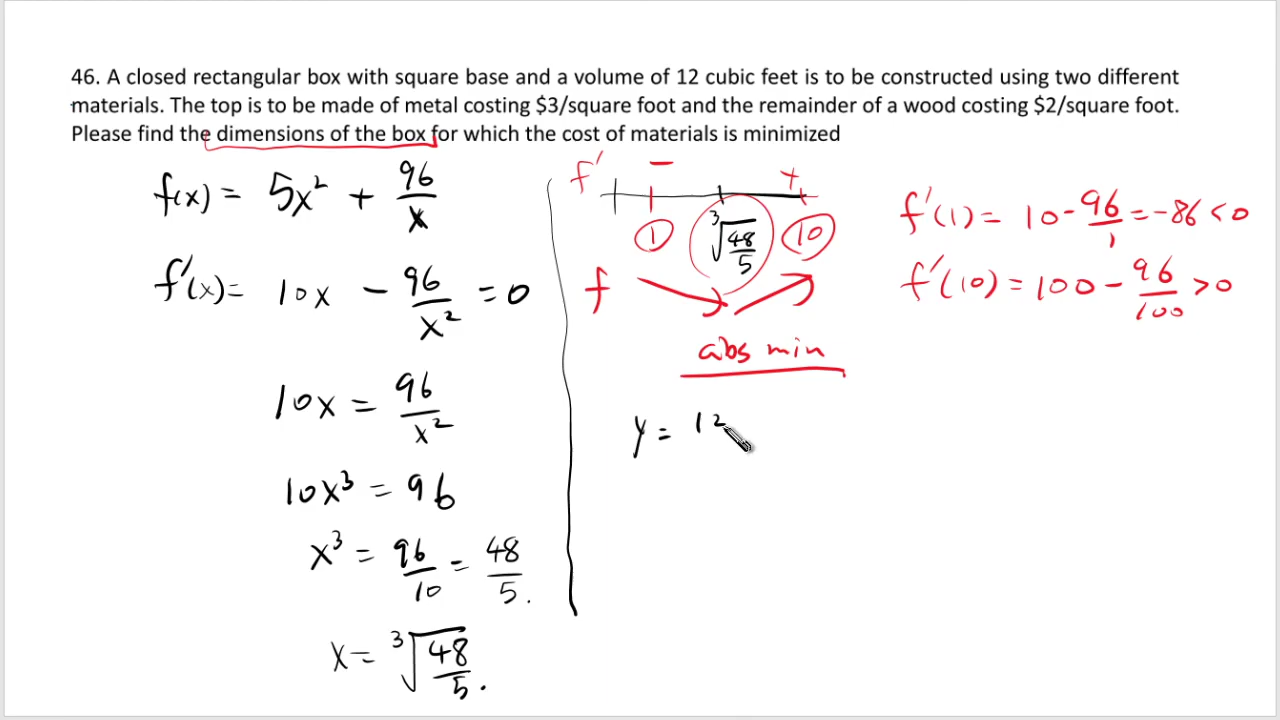 46. A closed rectangular box with square base and a volume of 12 cubic feet is to be constructed using two different
materials. The top is to be made of metal costing $3/square foot and the remainder of a wood costing $2/square foot.
Please find the dimensions of the box for which the cost of materials is minimized
f(x) = 5x² + 96/x
f'(x) = 10x - 96/x² = 0
10x = 96/x²
10x³ = 96
x³ = 96/10 = 48/5.
x = ³√48/5.
f' - +
1 ³√48/5 10
f
abs min
y = 12
f'(1) = 10 - 96/1 = -86 < 0
f'(10) = 100 - 96/100 > 0